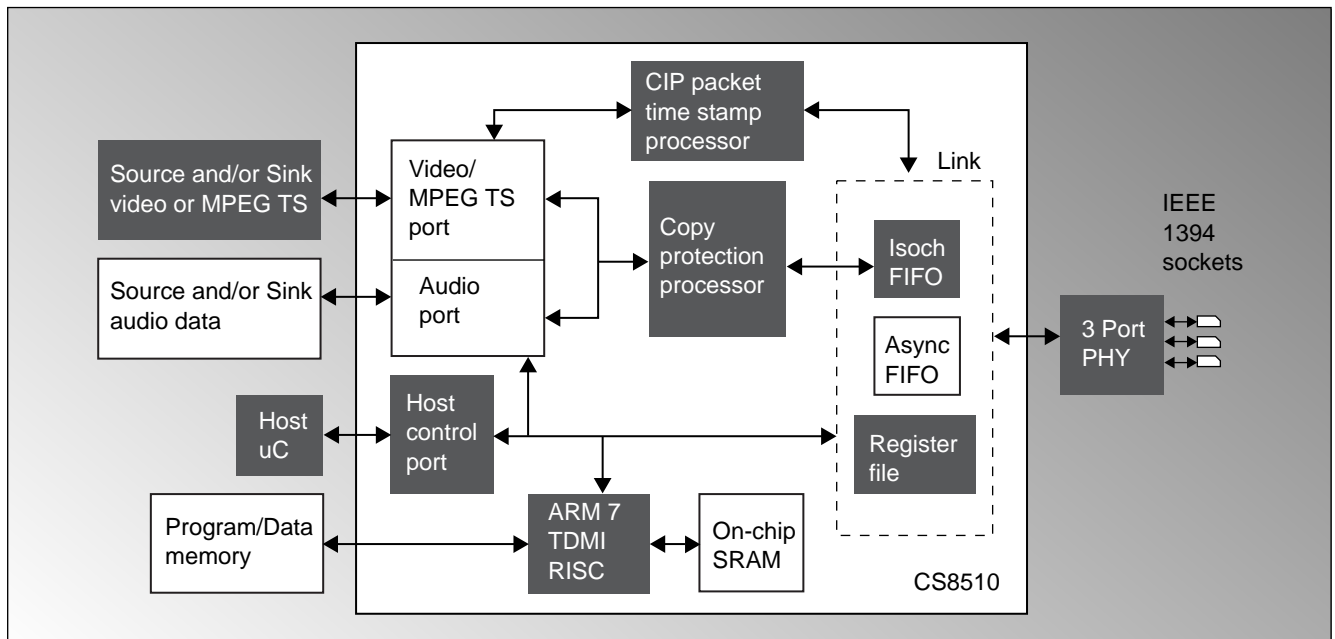 CIP packet
time stamp
processor
Source and/or Sink
video or MPEG TS
Video/
MPEG TS
port
Link
Copy
protection
processor
Isoch
FIFO
IEEE
1394
sockets
Source and/or Sink
audio data
Audio
port
Async
FIFO
3 Port
PHY
Host
uC
Host
control
port
Register
file
Program/Data
memory
ARM 7
TDMI
RISC
On-chip
SRAM
CS8510